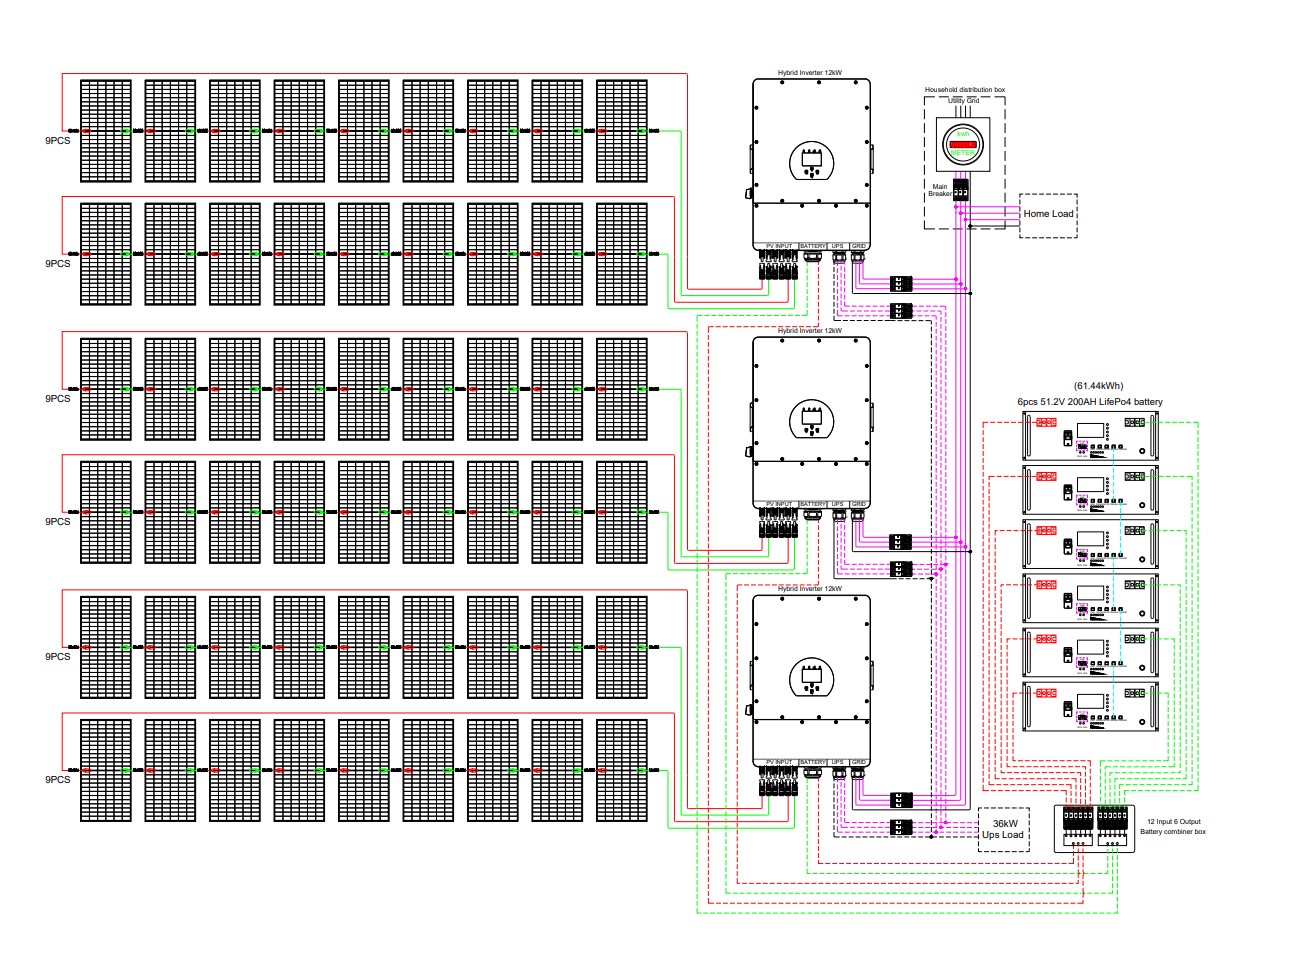 Hybrid Inverter 12kW
Household distribution box
Utility Grid
kWh
METER
Main
Breaker
Home Load
9PCS
9PCS
PV INPUT BATTERY UPS GRID
Hybrid Inverter 12kW
(61.44kWh)
6pcs 51.2V 200AH LifePo4 battery
9PCS
9PCS
PV INPUT BATTERY UPS GRID
Hybrid Inverter 12kW
9PCS
9PCS
PV INPUT BATTERY UPS GRID
36kW
Ups Load
12 Input 6 Output
Battery combiner box